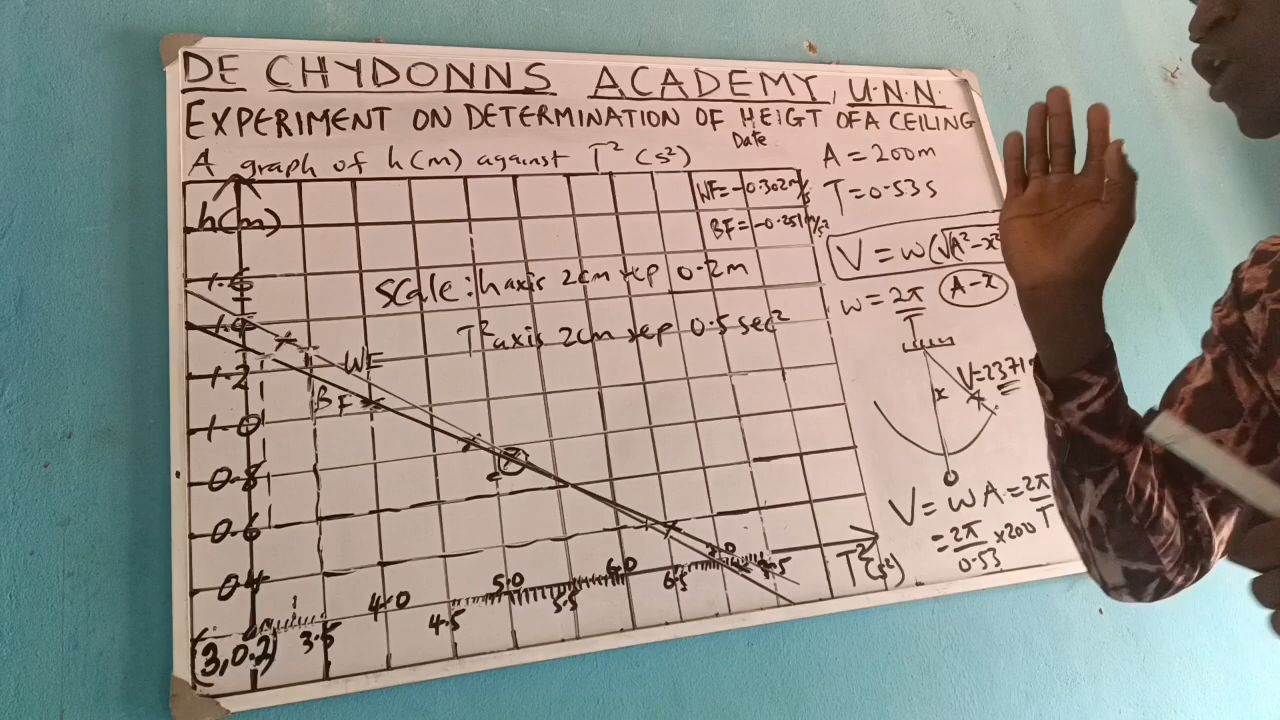 DE CHYDONNS ACADEMY, U.N.N.
EXPERIMENT ON DETERMINATION OF HEIGT OF A CEILING
Date
A graph of h(m) against T² (s²)
h(m)
WF = -0.302m/s
BF = -0.251m/s²
Scale: h axis 2cm rep 0.2m
T² axis 2cm rep 0.5 sec²
1.6
1.4
1.2
1.0
0.8
0.6
0.4
(3, 0.2)
WF
BF
3.5
4.0
4.5
5.0
5.5
6.0
6.5
7.0
7.5
T²(s²)
A = 200m
T = 0.53s
V = w(√A²-x²
w = 2π
T
A-x
V=2371
x
V = wA = 2π
T
= 2π x200
0.53